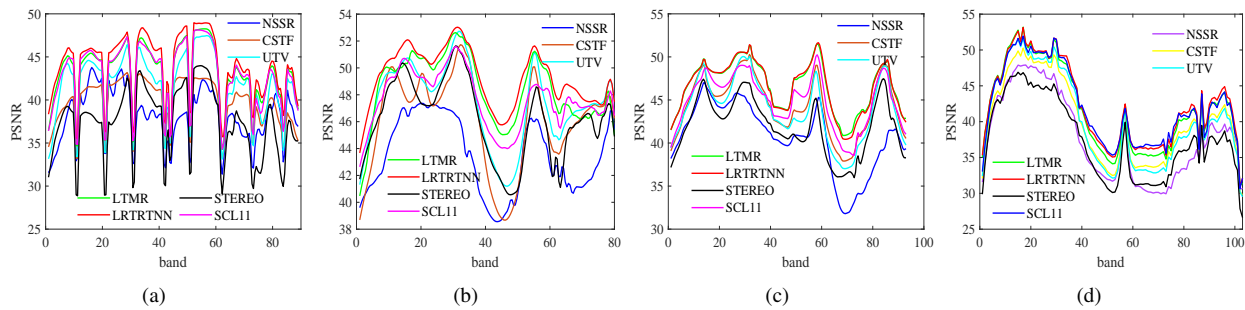 PSNR
50
45
40
35
30
25
0
20
40
60
80
band
NSSR
CSTF
UTV
LTMR
LRTRTNN
STEREO
SCL11
(a)
PSNR
54
52
50
48
46
44
42
40
38
0
20
40
60
80
band
NSSR
CSTF
UTV
LTMR
LRTRTNN
STEREO
SCL11
(b)
PSNR
55
50
45
40
35
30
0
20
40
60
80
100
band
NSSR
CSTF
UTV
LTMR
LRTRTNN
STEREO
SCL11
(c)
PSNR
55
50
45
40
35
30
25
0
20
40
60
80
100
band
NSSR
CSTF
UTV
LTMR
LRTRTNN
STEREO
SCL11
(d)